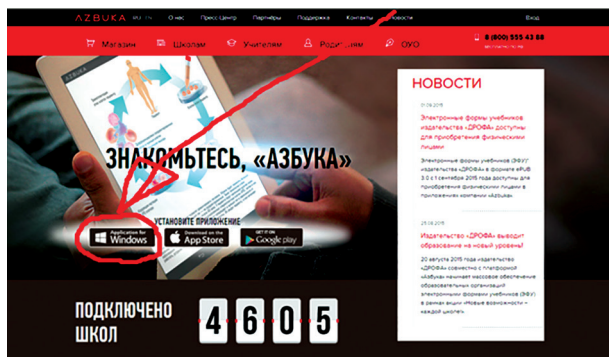 AZBUKA RU EN О нас Пресс Центр Партнёры Поддержка Контакты Новости Вход
Магазин Школам Учителям ОУО
8 (800) 555 43 88
AZBUKA
НОВОСТИ
Электронные формы учебников
издательства «ДРОФА» доступны
для приобретения физическими
лицами
Электронные формы учебников (ЭФУ)
издательства «ДРОФА» в формате ePUB
3.0 с 1 сентября 2015 года доступны для
приобретения физическими лицами в
приложениях компании «Азбука».
Издательство «ДРОФА» выводит
образование на новый уровень!
20 августа 2015 года издательство
«ДРОФА» совместно с платформой
«Азбука» начинает массовое обеспечение
образовательных организаций
электронными формами учебников (ЭФУ)
в рамках акции «Новые возможности –
каждой школе!».
ЗНАКОМЬТЕСЬ, «АЗБУКА»
УСТАНОВИТЕ ПРИЛОЖЕНИЕ
Application for
Windows
Download on the
App Store
GET IT ON
Google play
ПОДКЛЮЧЕНО
ШКОЛ
4605